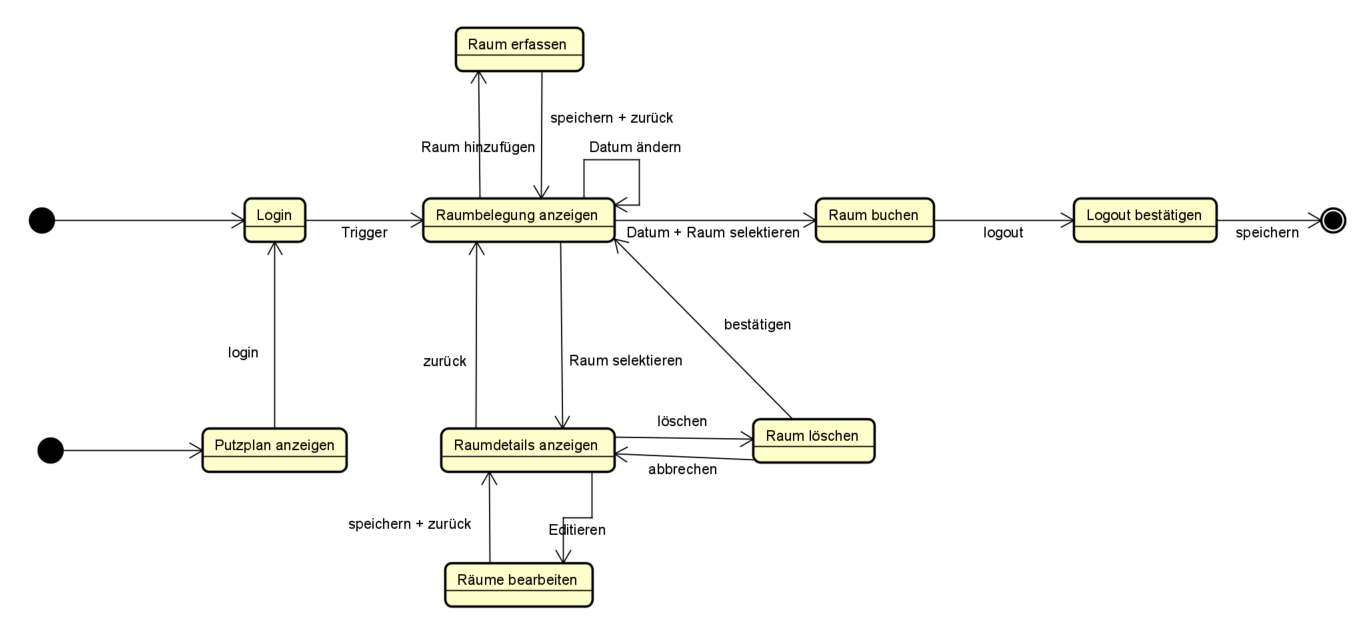 Raum erfassen
speichern + zurück
Raum hinzufügen
Datum ändern
Login
Raumbelegung anzeigen
Raum buchen
Logout bestätigen
Trigger
Datum + Raum selektieren
logout
speichern
bestätigen
login
zurück
Raum selektieren
löschen
Putzplan anzeigen
Raumdetails anzeigen
Raum löschen
abbrechen
speichern + zurück
Editieren
Räume bearbeiten